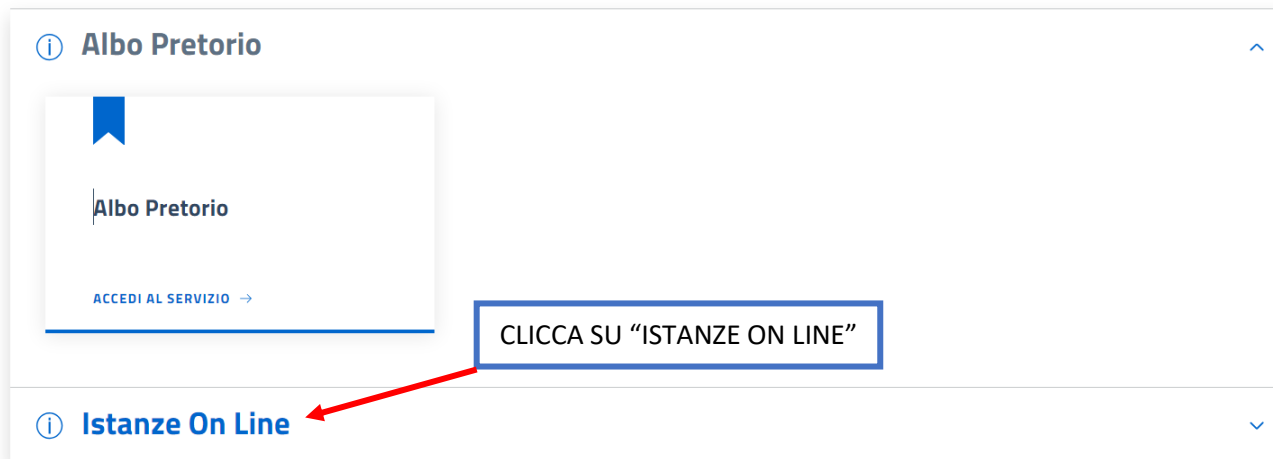 Albo Pretorio
Albo Pretorio
ACCEDI AL SERVIZIO →
CLICCA SU “ISTANZE ON LINE”
Istanze On Line